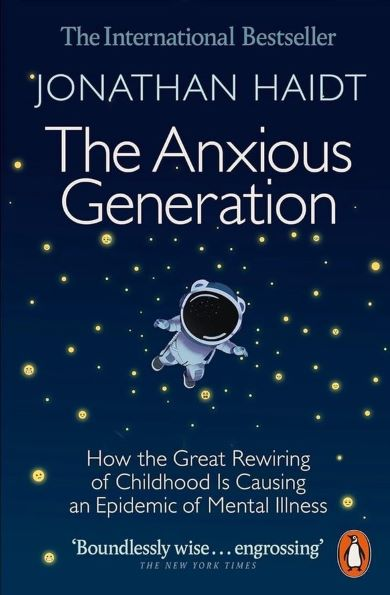 The International Bestseller
JONATHAN HAIDT
The Anxious
Generation
How the Great Rewiring
of Childhood Is Causing
an Epidemic of Mental Illness
‘Boundlessly wise... engrossing’
THE NEW YORK TIMES